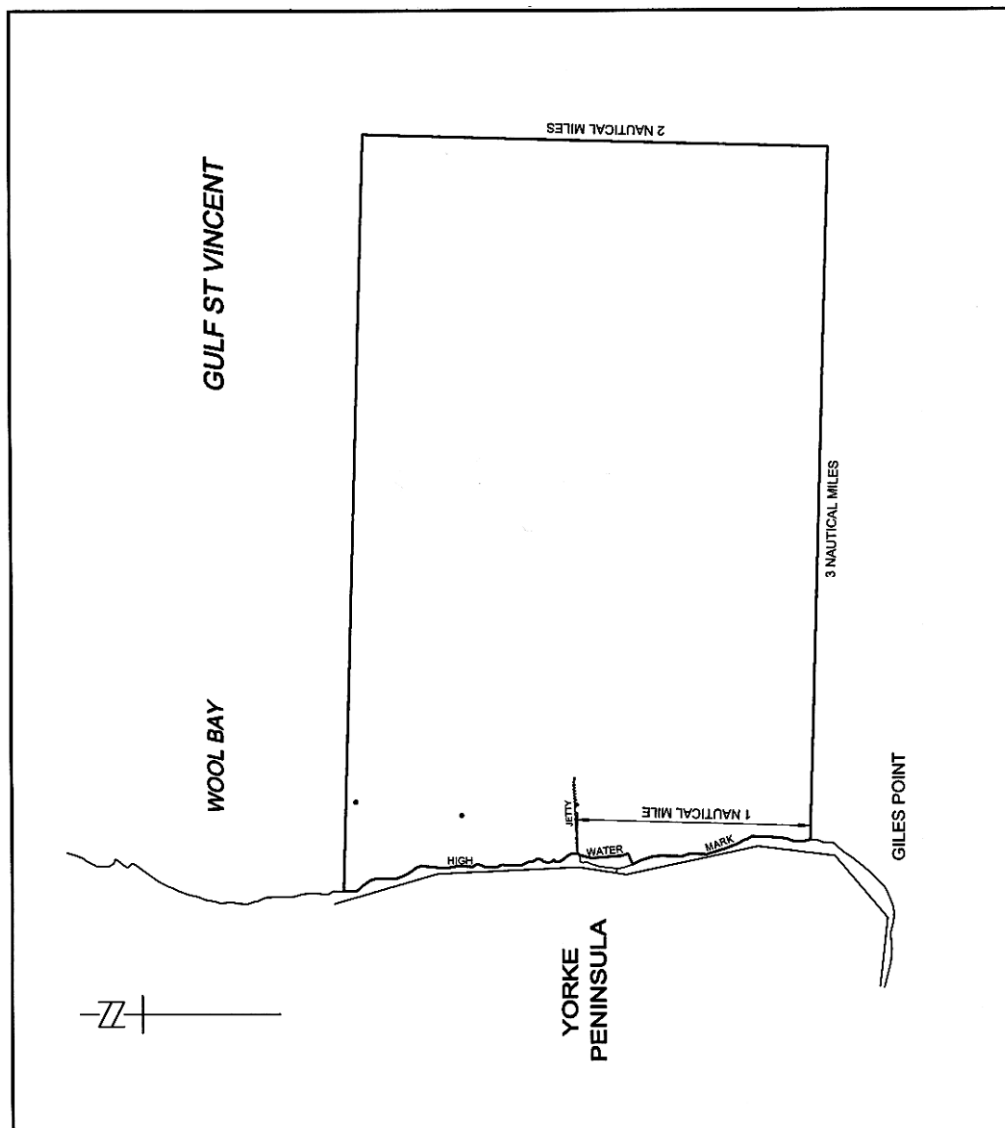 2 NAUTICAL MILES
GULF ST VINCENT
3 NAUTICAL MILES
WOOL BAY
JETTY
1 NAUTICAL MILE
HIGH
WATER
MARK
GILES POINT
YORKE
PENINSULA
N